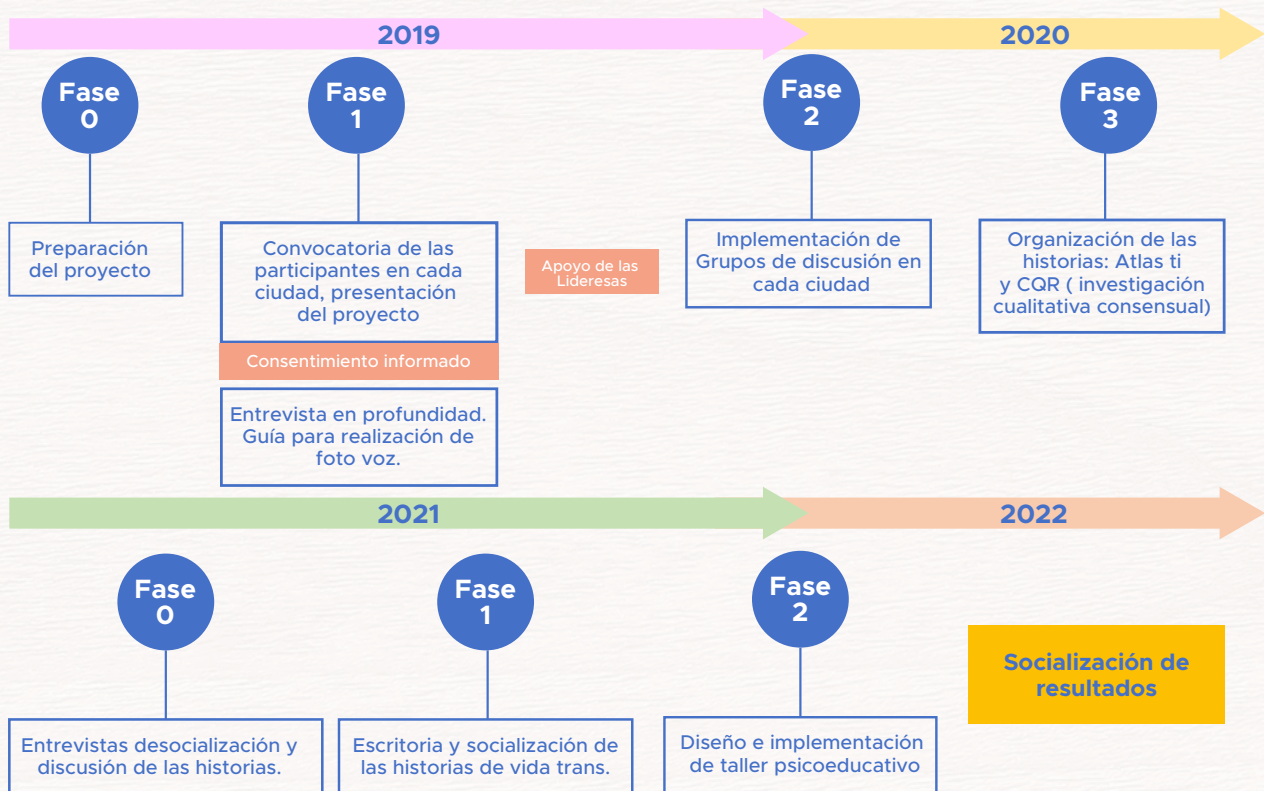 2019
2020
Fase
0
Fase
1
Fase
2
Fase
3
Preparación
del proyecto
Convocatoria de las
participantes en cada
ciudad, presentación
del proyecto
Apoyo de las
Lideresas
Implementación de
Grupos de discusión en
cada ciudad
Organización de las
historias: Atlas ti
y CQR ( investigación
cualitativa consensual)
Consentimiento informado
Entrevista en profundidad.
Guía para realización de
foto voz.
2021
2022
Fase
0
Fase
1
Fase
2
Socialización de
resultados
Entrevistas desocialización y
discusión de las historias.
Escritoria y socialización de
las historias de vida trans.
Diseño e implementación
de taller psicoeducativo